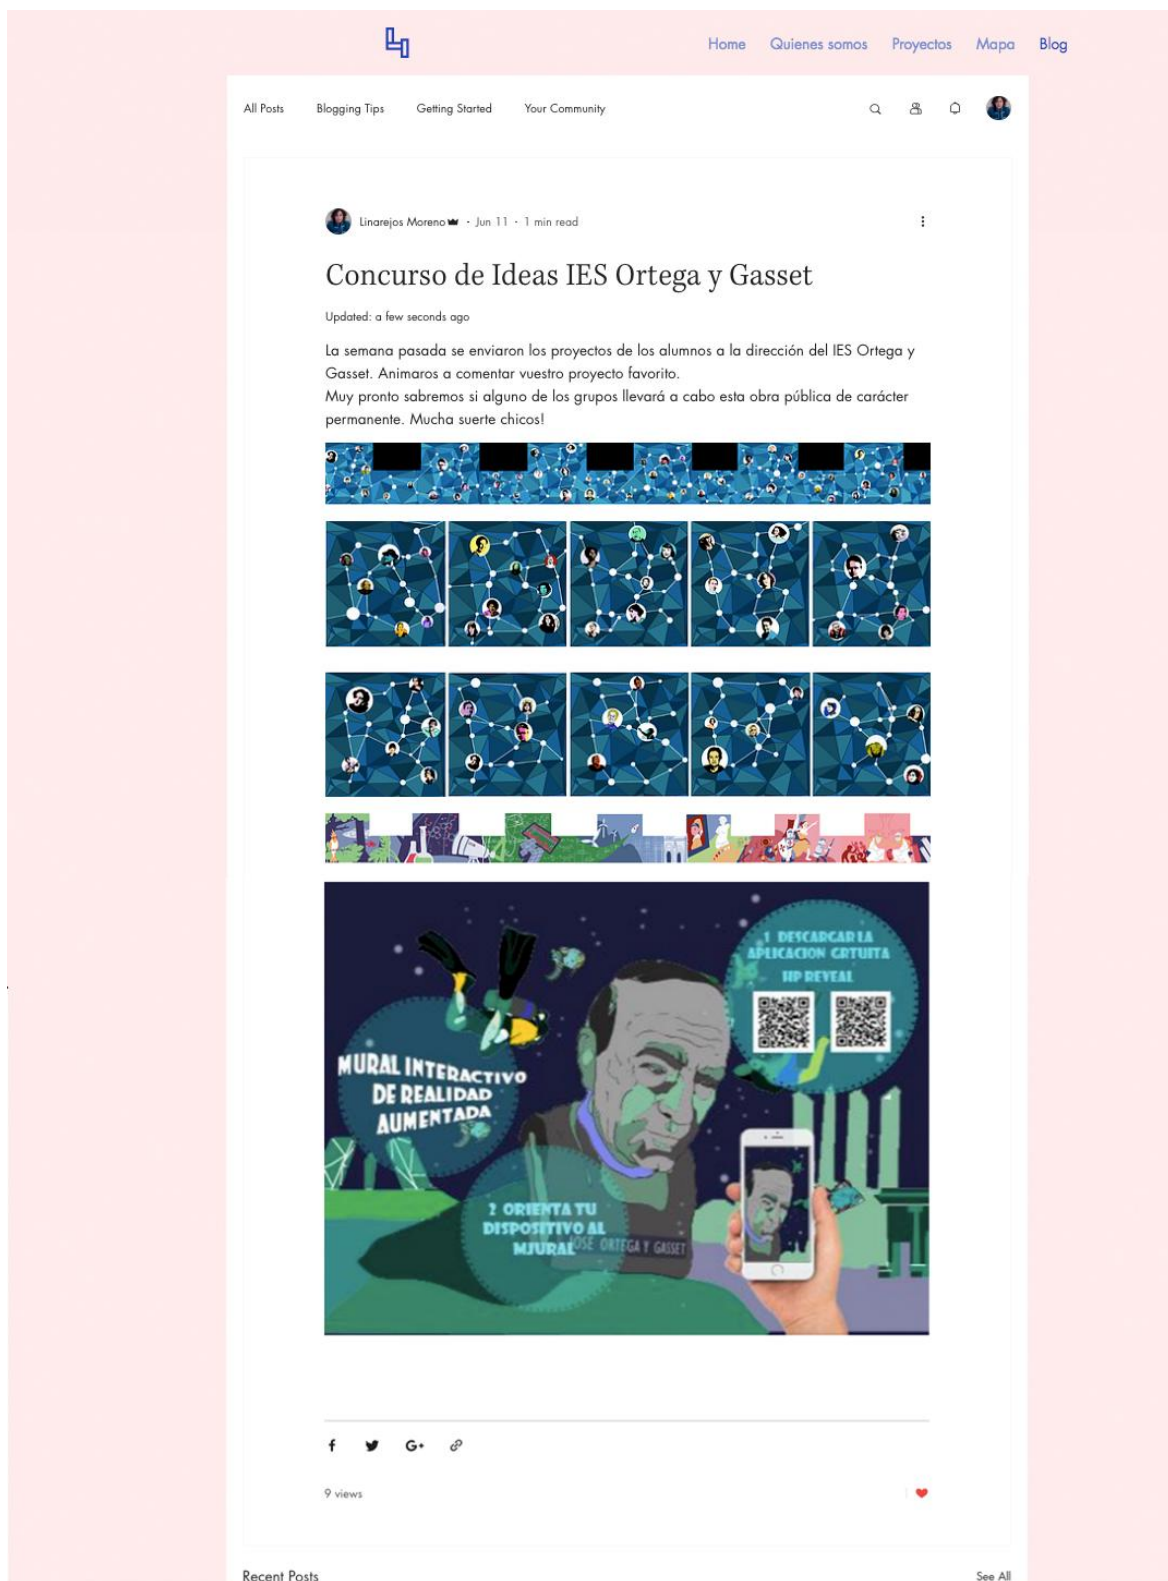 Home Quienes somos Proyectos Mapa Blog
All Posts Blogging Tips Getting Started Your Community
Linarejos Moreno · Jun 11 · 1 min read
Concurso de Ideas IES Ortega y Gasset
Updated: a few seconds ago
La semana pasada se enviaron los proyectos de los alumnos a la dirección del IES Ortega y
Gasset. Animaros a comentar vuestro proyecto favorito.
Muy pronto sabremos si alguno de los grupos llevará a cabo esta obra pública de carácter
permanente. Mucha suerte chicos!
1 DESCARGAR LA
APLICACION GRTUITA
HP REVEAL
MURAL INTERACTIVO
DE REALIDAD
AUMENTADA
2 ORIENTA TU
DISPOSITIVO AL
MJURAL
JOSE ORTEGA Y GASSET
G+
9 views
Recent Posts See All